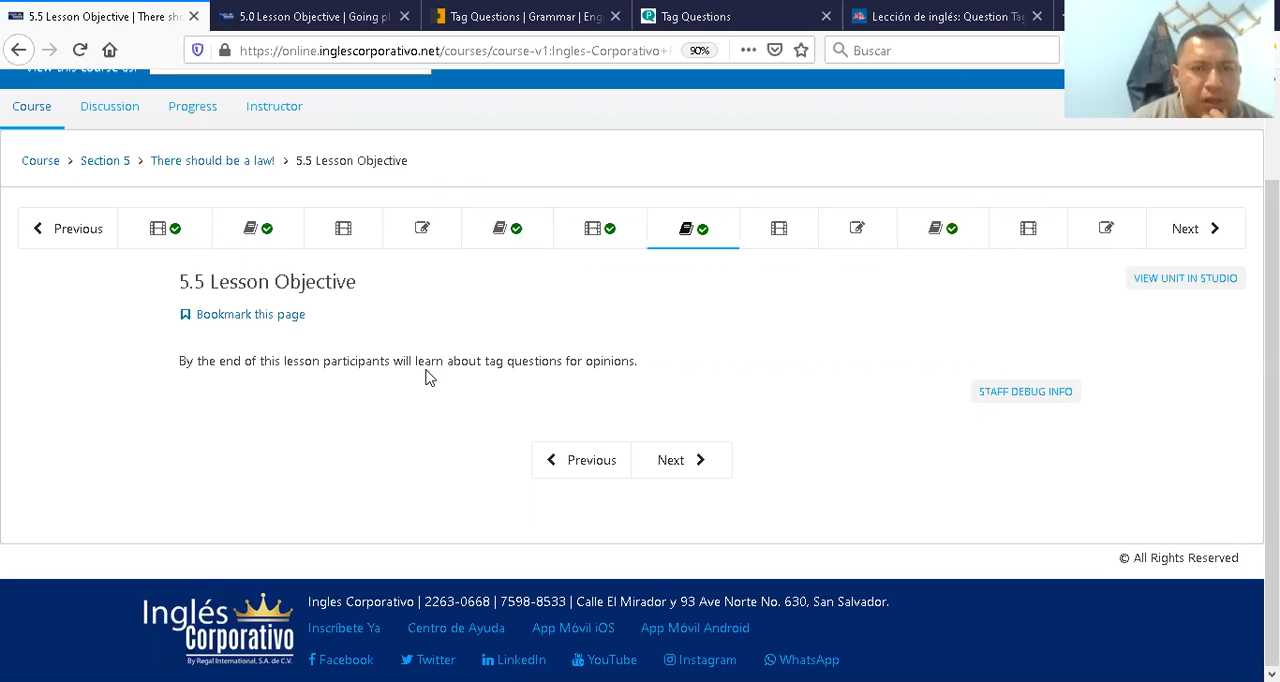 5.5 Lesson Objective | There sho
5.0 Lesson Objective | Going pl
Tag Questions | Grammar | Eng
Tag Questions
Lección de inglés: Question Tag
https://online.inglescorporativo.net/courses/course-v1:Ingles-Corporativo+
90%
Buscar
View this course as:
Course
Discussion
Progress
Instructor
Course > Section 5 > There should be a law! > 5.5 Lesson Objective
Previous
Next
5.5 Lesson Objective
VIEW UNIT IN STUDIO
Bookmark this page
By the end of this lesson participants will learn about tag questions for opinions.
STAFF DEBUG INFO
Previous
Next
© All Rights Reserved
Inglés Corporativo
By Regal International, S.A. de C.V.
Ingles Corporativo | 2263-0668 | 7598-8533 | Calle El Mirador y 93 Ave Norte No. 630, San Salvador.
Inscríbete Ya
Centro de Ayuda
App Móvil iOS
App Móvil Android
Facebook
Twitter
LinkedIn
YouTube
Instagram
WhatsApp